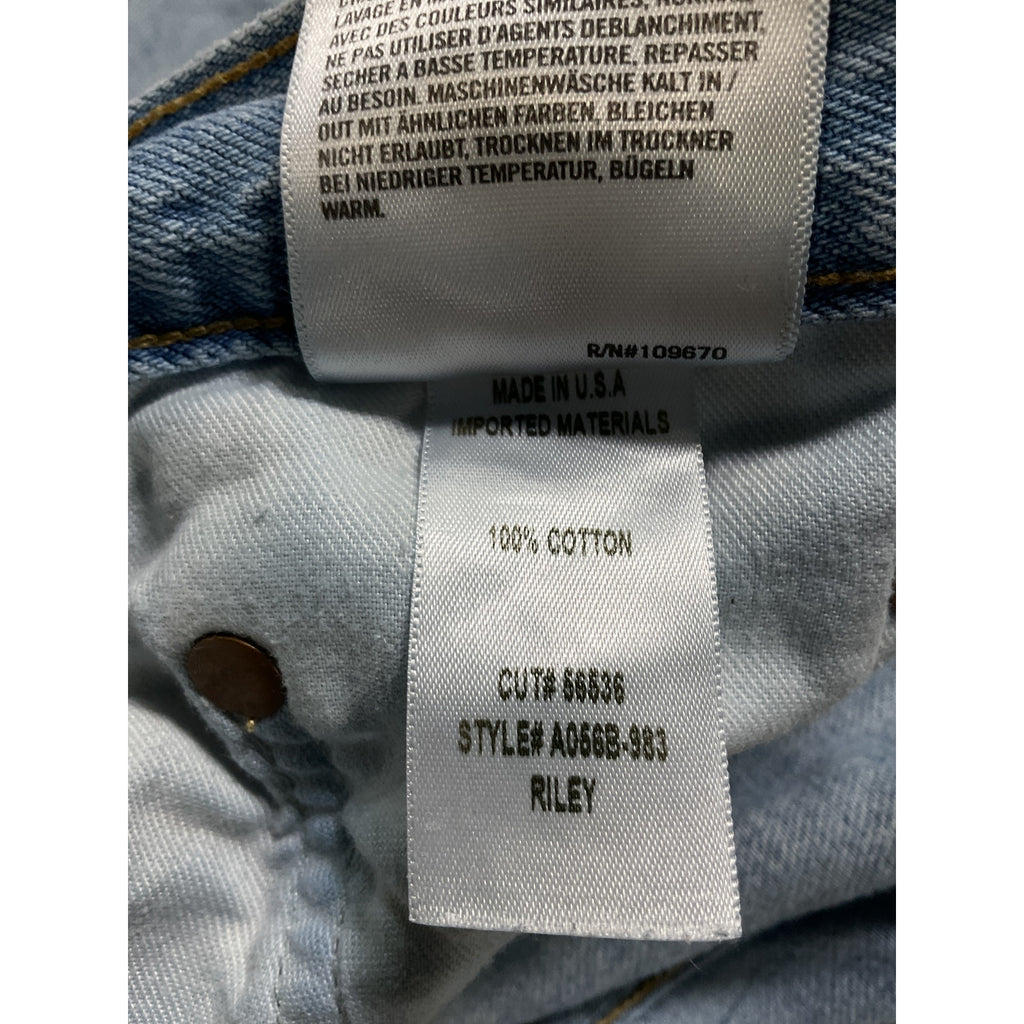 LAVAGE EN
AVEC DES COULEURS SIMILAIRES,
NE PAS UTILISER D'AGENTS DEBLANCHIMENT,
SECHER A BASSE TEMPERATURE, REPASSER
AU BESOIN. MASCHINENWÄSCHE KALT IN /
OUT MIT ÄHNLICHEN FARBEN. BLEICHEN
NICHT ERLAUBT, TROCKNEN IM TROCKNER
BEI NIEDRIGER TEMPERATUR, BÜGELN
WARM.
R/N#109670
MADE IN U.S.A
IMPORTED MATERIALS
100% COTTON
CUT# 56536
STYLE# A056B-983
RILEY